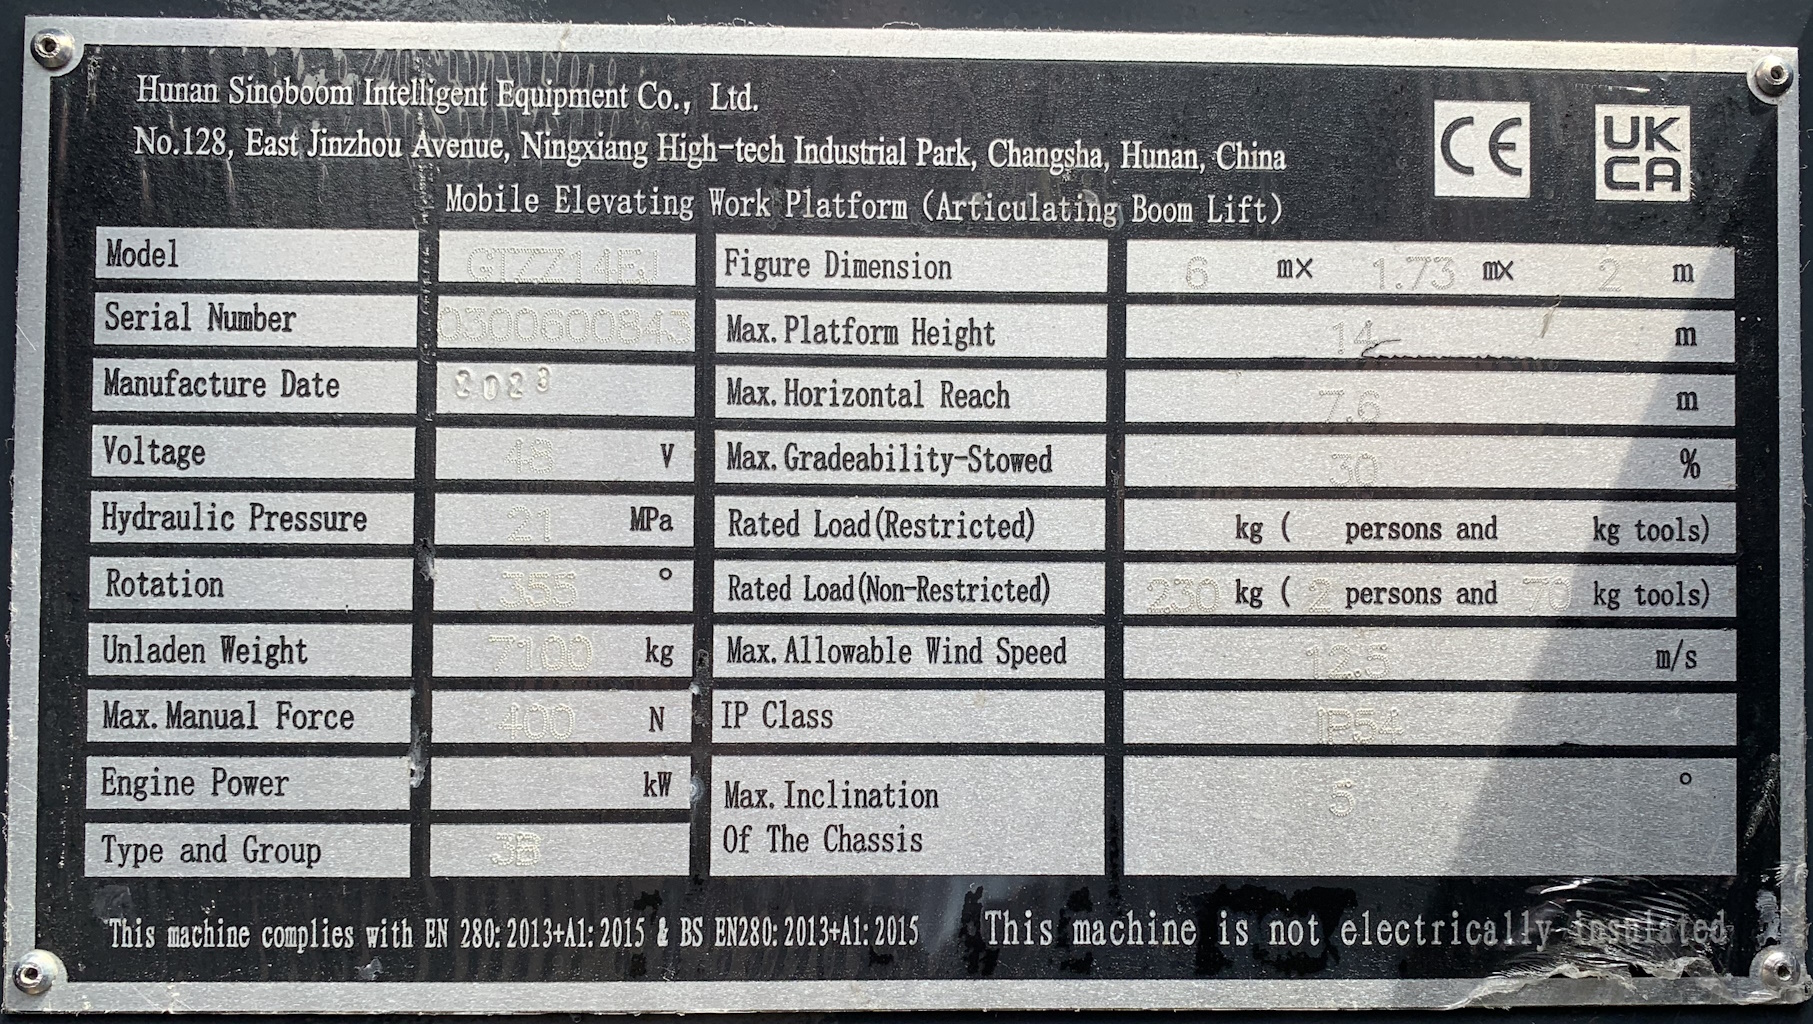 Hunan Sinoboom Intelligent Equipment Co., Ltd.
No.128, East Jinzhou Avenue, Ningxiang High-tech Industrial Park, Changsha, Hunan, China
Mobile Elevating Work Platform (Articulating Boom Lift)
CE
UK
CA
Model GTZZ14EJ
Serial Number 0300600843
Manufacture Date 2023
Voltage 48 V
Hydraulic Pressure 21 MPa
Rotation 355 °
Unladen Weight 7100 kg
Max. Manual Force 400 N
Engine Power kW
Type and Group 3B
Figure Dimension 6 m× 1.73 m× 2 m
Max. Platform Height 14 m
Max. Horizontal Reach 7.6 m
Max. Gradeability-Stowed 30 %
Rated Load(Restricted) kg ( persons and kg tools)
Rated Load(Non-Restricted) 230 kg ( 2 persons and 70 kg tools)
Max. Allowable Wind Speed 12.5 m/s
IP Class IP54
Max. Inclination
Of The Chassis 5 °
This machine complies with EN 280:2013+A1:2015 & BS EN280:2013+A1:2015
This machine is not electrically insulated